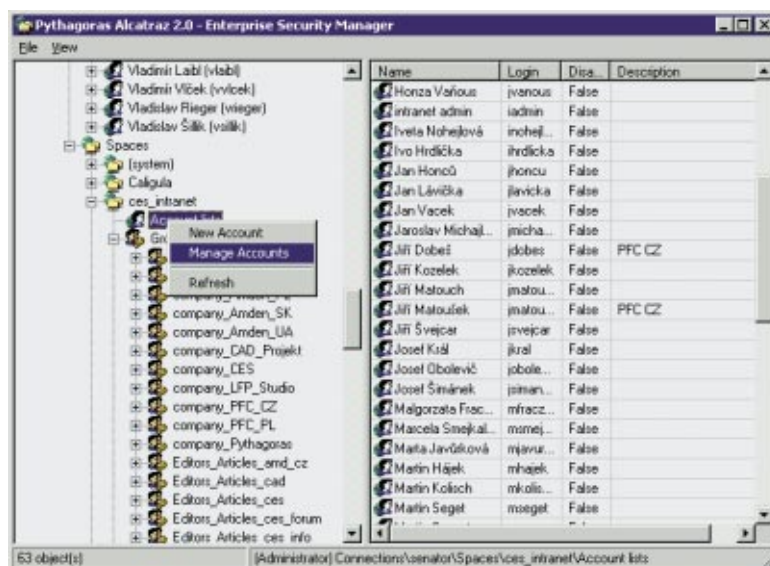 Pythagoras Alcatraz 2.0 - Enterprise Security Manager
File View
Vladimír Laibl (vlaibl)
Vladimír Vlček (vvlcek)
Vladislav Rieger (vrieger)
Vladislav Šillik (vsillik)
Spaces
(system)
Caligula
ces_intranet
New Account
Manage Accounts
Refresh
company_Amden_SK
company_Amden_UA
company_CAD_Projekt
company_CES
company_LFP_Studio
company_PFC_CZ
company_PFC_PL
company_Pythagoras
Editors_Articles_amd_cz
Editors_Articles_cad
Editors_Articles_ces
Editors_Articles_ces_forum
Editors_Articles_ces_info
Name Login Disa... Description
Honza Vaňous jvanous False
intranet admin iadmin False
Iveta Nohejlová inohejl... False
Ivo Hrdlička ihrdlicka False
Jan Honců jhoncu False
Jan Lávička jlavicka False
Jan Vacek jvacek False
Jaroslav Michajl... jmicha... False
Jiří Dobeš jdobes False PFC CZ
Jiří Kozelek jkozelek False
Jiří Matouch jmatou... False
Jiří Matoušek jmatou... False PFC CZ
Jiří Švejcar jsvejcar False
Josef Král jkral False
Josef Obolevič jobole... False
Josef Šimánek jsiman... False
Malgorzata Frac... mfracz... False
Marcela Smejkal... msmej... False
Marta Javůrková mjavur... False
Martin Hájek mhajek False
Martin Kolisch mkolis... False
Martin Seget mseget False
63 object(s) (Administrator) Connections\senator\Spaces\ces_intranet\Account lists